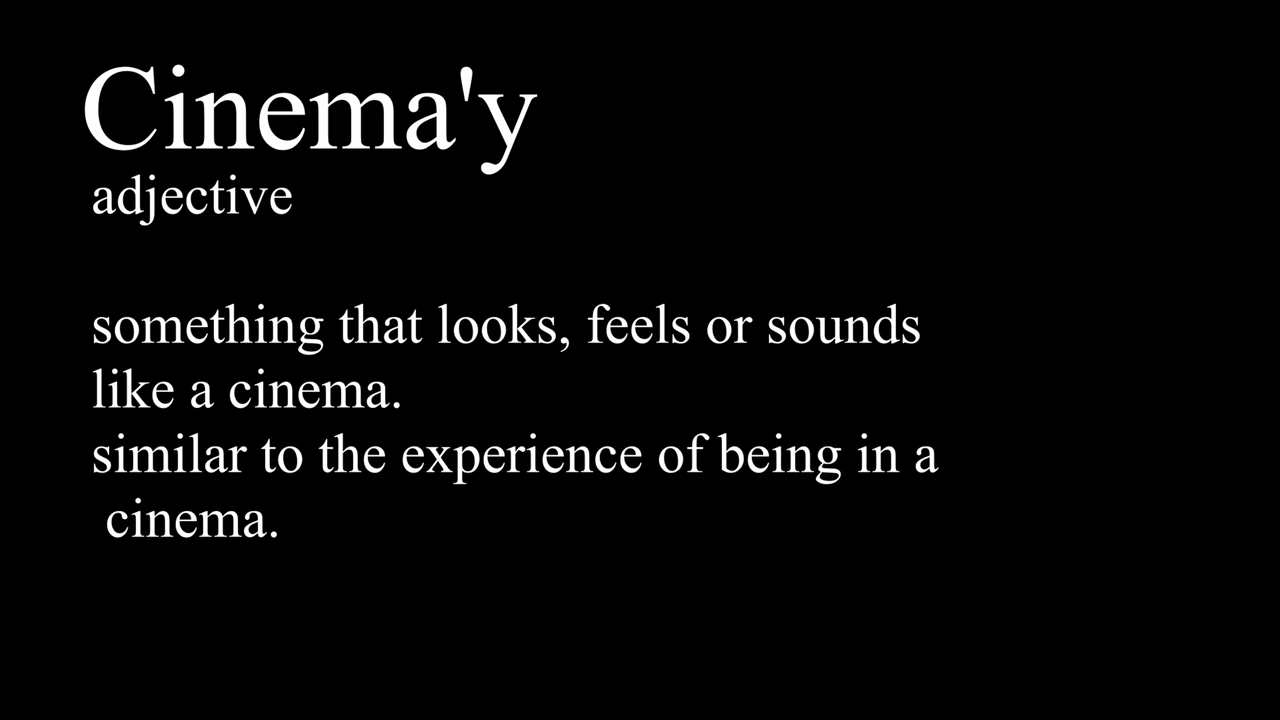 Cinema'y
adjective
something that looks, feels or sounds
like a cinema.
similar to the experience of being in a
cinema.